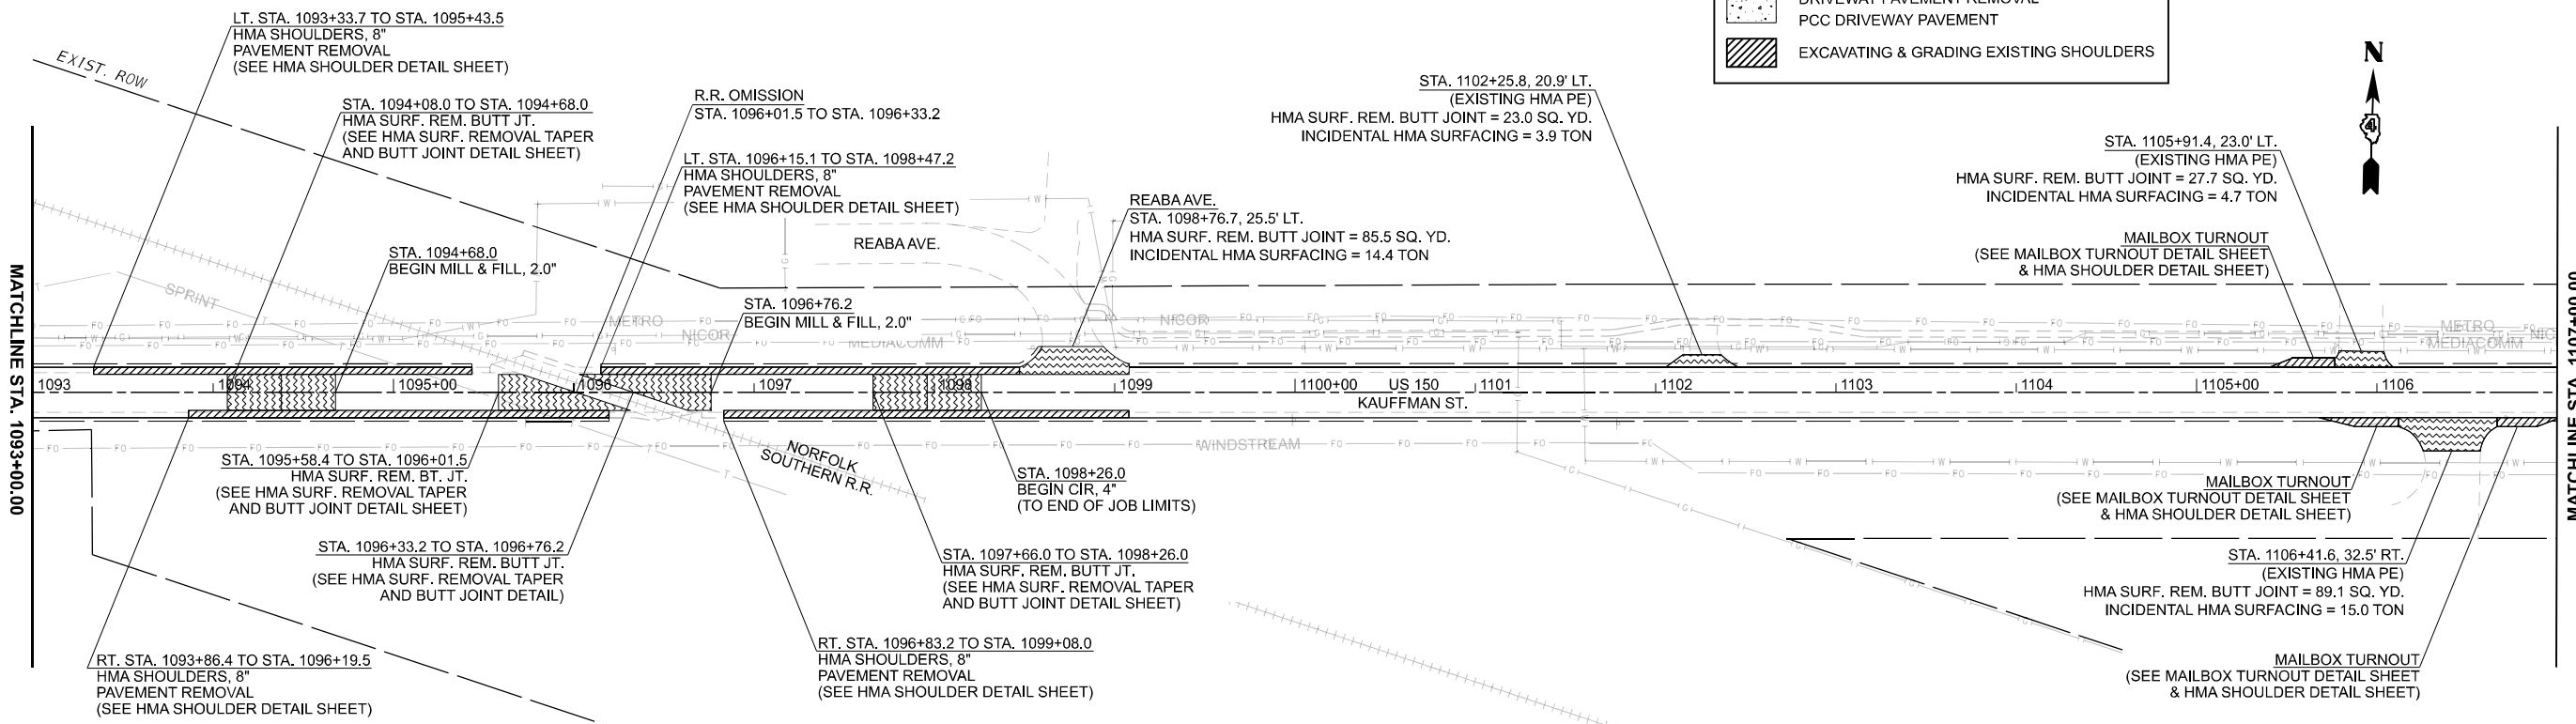 DRIVEWAY PAVEMENT REMOVAL
PCC DRIVEWAY PAVEMENT
EXCAVATING & GRADING EXISTING SHOULDERS
N
4
LT. STA. 1093+33.7 TO STA. 1095+43.5
HMA SHOULDERS, 8"
PAVEMENT REMOVAL
(SEE HMA SHOULDER DETAIL SHEET)
EXIST. ROW
STA. 1094+08.0 TO STA. 1094+68.0
HMA SURF. REM. BUTT JT.
(SEE HMA SURF. REMOVAL TAPER
AND BUTT JOINT DETAIL SHEET)
R.R. OMISSION
STA. 1096+01.5 TO STA. 1096+33.2
LT. STA. 1096+15.1 TO STA. 1098+47.2
HMA SHOULDERS, 8"
PAVEMENT REMOVAL
(SEE HMA SHOULDER DETAIL SHEET)
STA. 1094+68.0
BEGIN MILL & FILL, 2.0"
STA. 1096+76.2
BEGIN MILL & FILL, 2.0"
REABA AVE.
REABA AVE.
STA. 1098+76.7, 25.5' LT.
HMA SURF. REM. BUTT JOINT = 85.5 SQ. YD.
INCIDENTAL HMA SURFACING = 14.4 TON
STA. 1102+25.8, 20.9' LT.
(EXISTING HMA PE)
HMA SURF. REM. BUTT JOINT = 23.0 SQ. YD.
INCIDENTAL HMA SURFACING = 3.9 TON
STA. 1105+91.4, 23.0' LT.
(EXISTING HMA PE)
HMA SURF. REM. BUTT JOINT = 27.7 SQ. YD.
INCIDENTAL HMA SURFACING = 4.7 TON
MAILBOX TURNOUT
(SEE MAILBOX TURNOUT DETAIL SHEET
& HMA SHOULDER DETAIL SHEET)
MATCHLINE STA. 1093+00.00
MATCHLINE STA. 1107+00.00
SPRINT
METRO
NICOR
MEDIACOMM
NICOR
METRO
MEDIACOMM
NIC
1093
1094
1095+00
1096
1097
1098
1099
1100+00
US 150
1101
1102
1103
1104
1105+00
1106
KAUFFMAN ST.
WINDSTREAM
NORFOLK
SOUTHERN R.R.
STA. 1095+58.4 TO STA. 1096+01.5
HMA SURF. REM. BT. JT.
(SEE HMA SURF. REMOVAL TAPER
AND BUTT JOINT DETAIL SHEET)
STA. 1096+33.2 TO STA. 1096+76.2
HMA SURF. REM. BUTT JT.
(SEE HMA SURF. REMOVAL TAPER
AND BUTT JOINT DETAIL)
STA. 1098+26.0
BEGIN CIR, 4"
(TO END OF JOB LIMITS)
STA. 1097+66.0 TO STA. 1098+26.0
HMA SURF. REM. BUTT JT.
(SEE HMA SURF. REMOVAL TAPER
AND BUTT JOINT DETAIL SHEET)
RT. STA. 1093+86.4 TO STA. 1096+19.5
HMA SHOULDERS, 8"
PAVEMENT REMOVAL
(SEE HMA SHOULDER DETAIL SHEET)
RT. STA. 1096+83.2 TO STA. 1099+08.0
HMA SHOULDERS, 8"
PAVEMENT REMOVAL
(SEE HMA SHOULDER DETAIL SHEET)
MAILBOX TURNOUT
(SEE MAILBOX TURNOUT DETAIL SHEET
& HMA SHOULDER DETAIL SHEET)
STA. 1106+41.6, 32.5' RT.
(EXISTING HMA PE)
HMA SURF. REM. BUTT JOINT = 89.1 SQ. YD.
INCIDENTAL HMA SURFACING = 15.0 TON
MAILBOX TURNOUT
(SEE MAILBOX TURNOUT DETAIL SHEET
& HMA SHOULDER DETAIL SHEET)